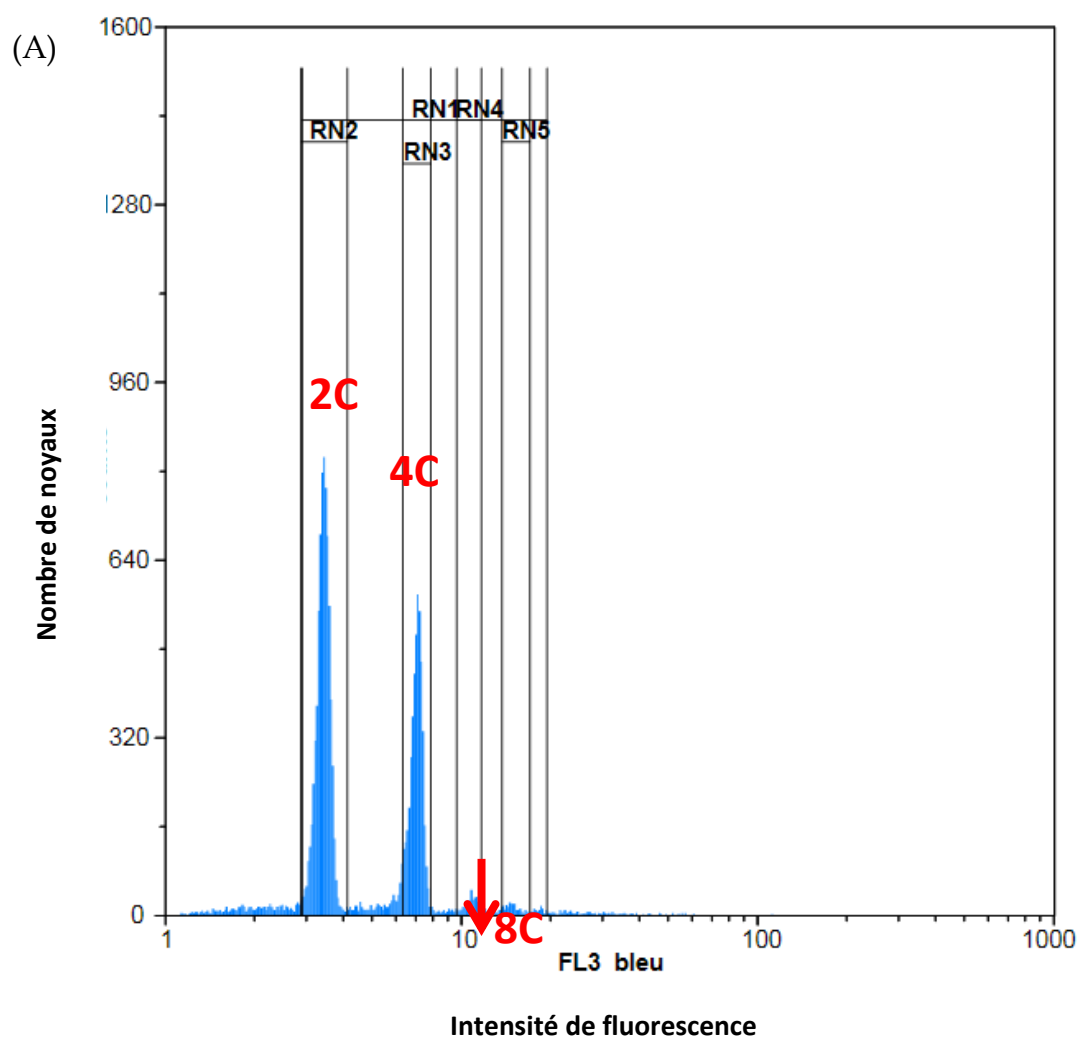 (A)
1600
RN1 RN4
RN2 RN5
RN3
1280
960
2C
4C
Nombre de noyaux
640
320
0
8C
1 10 100 1000
FL3 bleu
Intensité de fluorescence